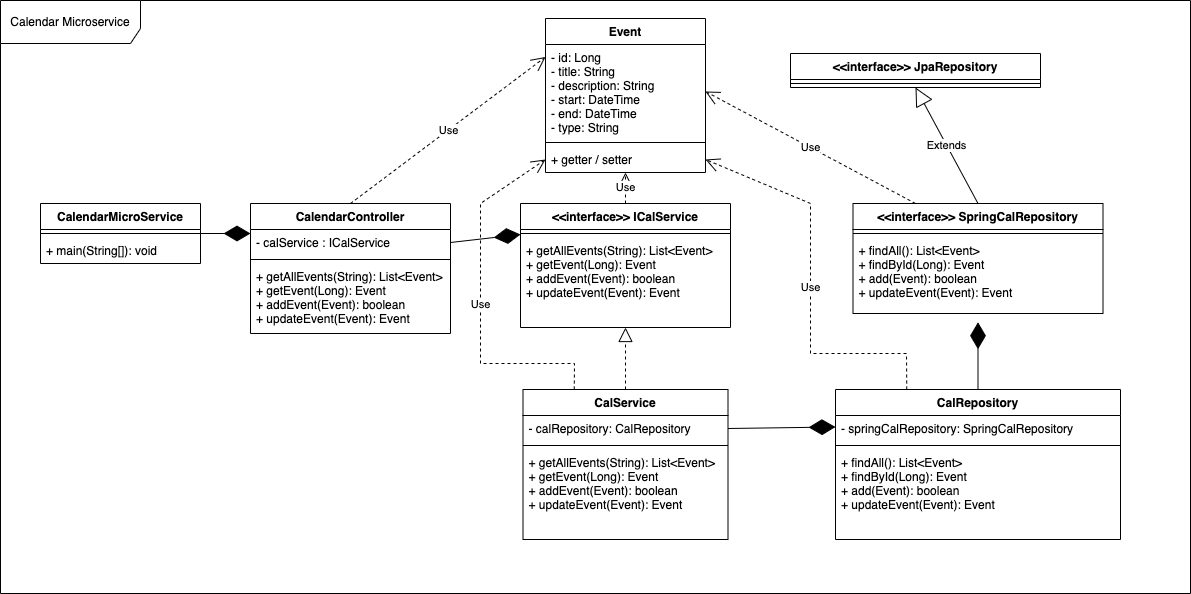 Calendar Microservice
Event
- id: Long
- title: String
- description: String
- start: DateTime
- end: DateTime
- type: String
+ getter / setter
<<interface>> JpaRepository
Use
Use
Extends
Use
CalendarMicroService
+ main(String[]): void
CalendarController
- calService : ICalService
+ getAllEvents(String): List<Event>
+ getEvent(Long): Event
+ addEvent(Event): boolean
+ updateEvent(Event): Event
<<interface>> ICalService
+ getAllEvents(String): List<Event>
+ getEvent(Long): Event
+ addEvent(Event): boolean
+ updateEvent(Event): Event
<<interface>> SpringCalRepository
+ findAll(): List<Event>
+ findById(Long): Event
+ add(Event): boolean
+ updateEvent(Event): Event
Use
Use
CalService
- calRepository: CalRepository
+ getAllEvents(String): List<Event>
+ getEvent(Long): Event
+ addEvent(Event): boolean
+ updateEvent(Event): Event
CalRepository
- springCalRepository: SpringCalRepository
+ findAll(): List<Event>
+ findById(Long): Event
+ add(Event): boolean
+ updateEvent(Event): Event